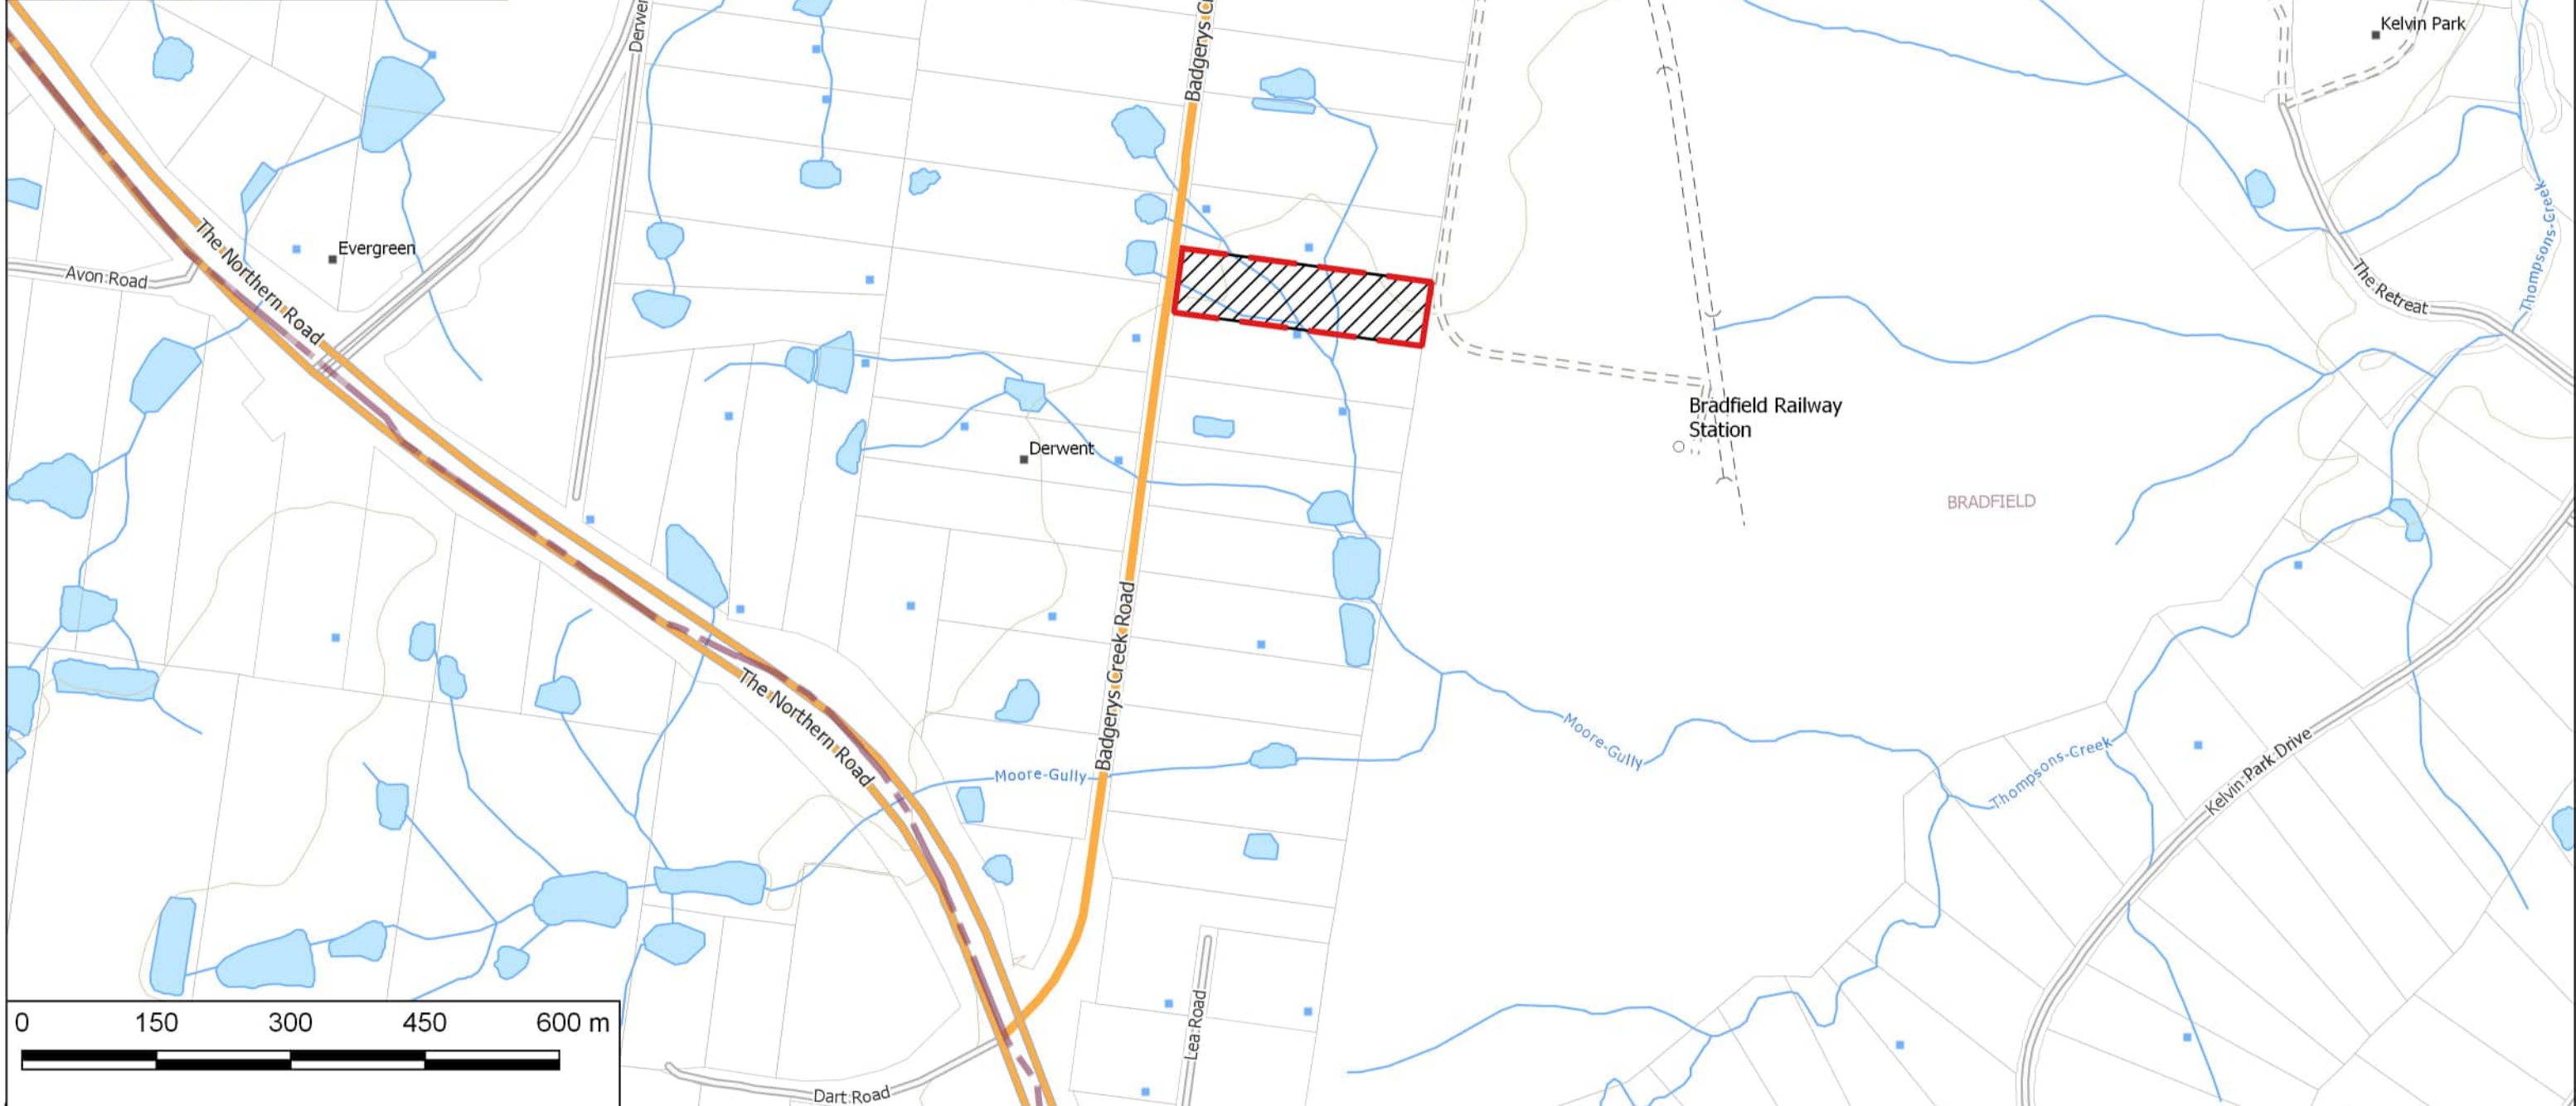 Kelvin Park
Derwen
Badgerys C
Thompsons-Creek
Evergreen
The Northern Road
Avon Road
The Retreat
Bradfield Railway
Station
Derwent
BRADFIELD
Badgerys Creek Road
The Northern Road
Moore-Gully
Moore-Gully
Thompsons-Creek
Kelvin Park Drive
Lea Road
Dart Road
0 150 300 450 600 m